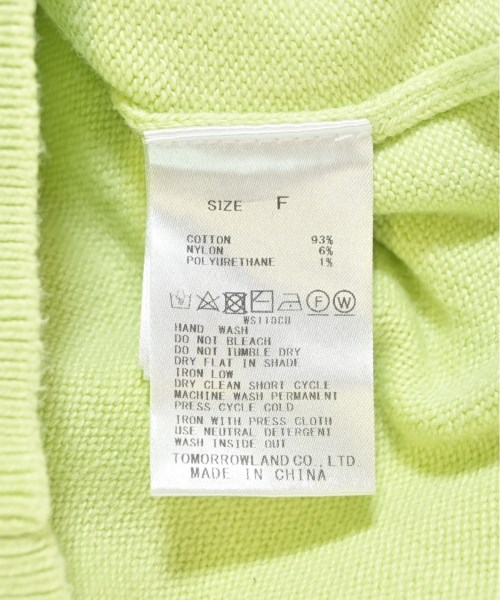 SIZE F
COTTON 93%
NYLON 6%
POLYURETHANE 1%
F W
WS110CU
HAND WASH
DO NOT BLEACH
DO NOT TUMBLE DRY
DRY FLAT IN SHADE
IRON LOW
DRY CLEAN SHORT CYCLE
MACHINE WASH PERMANENT
PRESS CYCLE COLD
IRON WITH PRESS CLOTH
USE NEUTRAL DETERGENT
WASH INSIDE OUT
TOMORROWLAND CO., LTD.
MADE IN CHINA